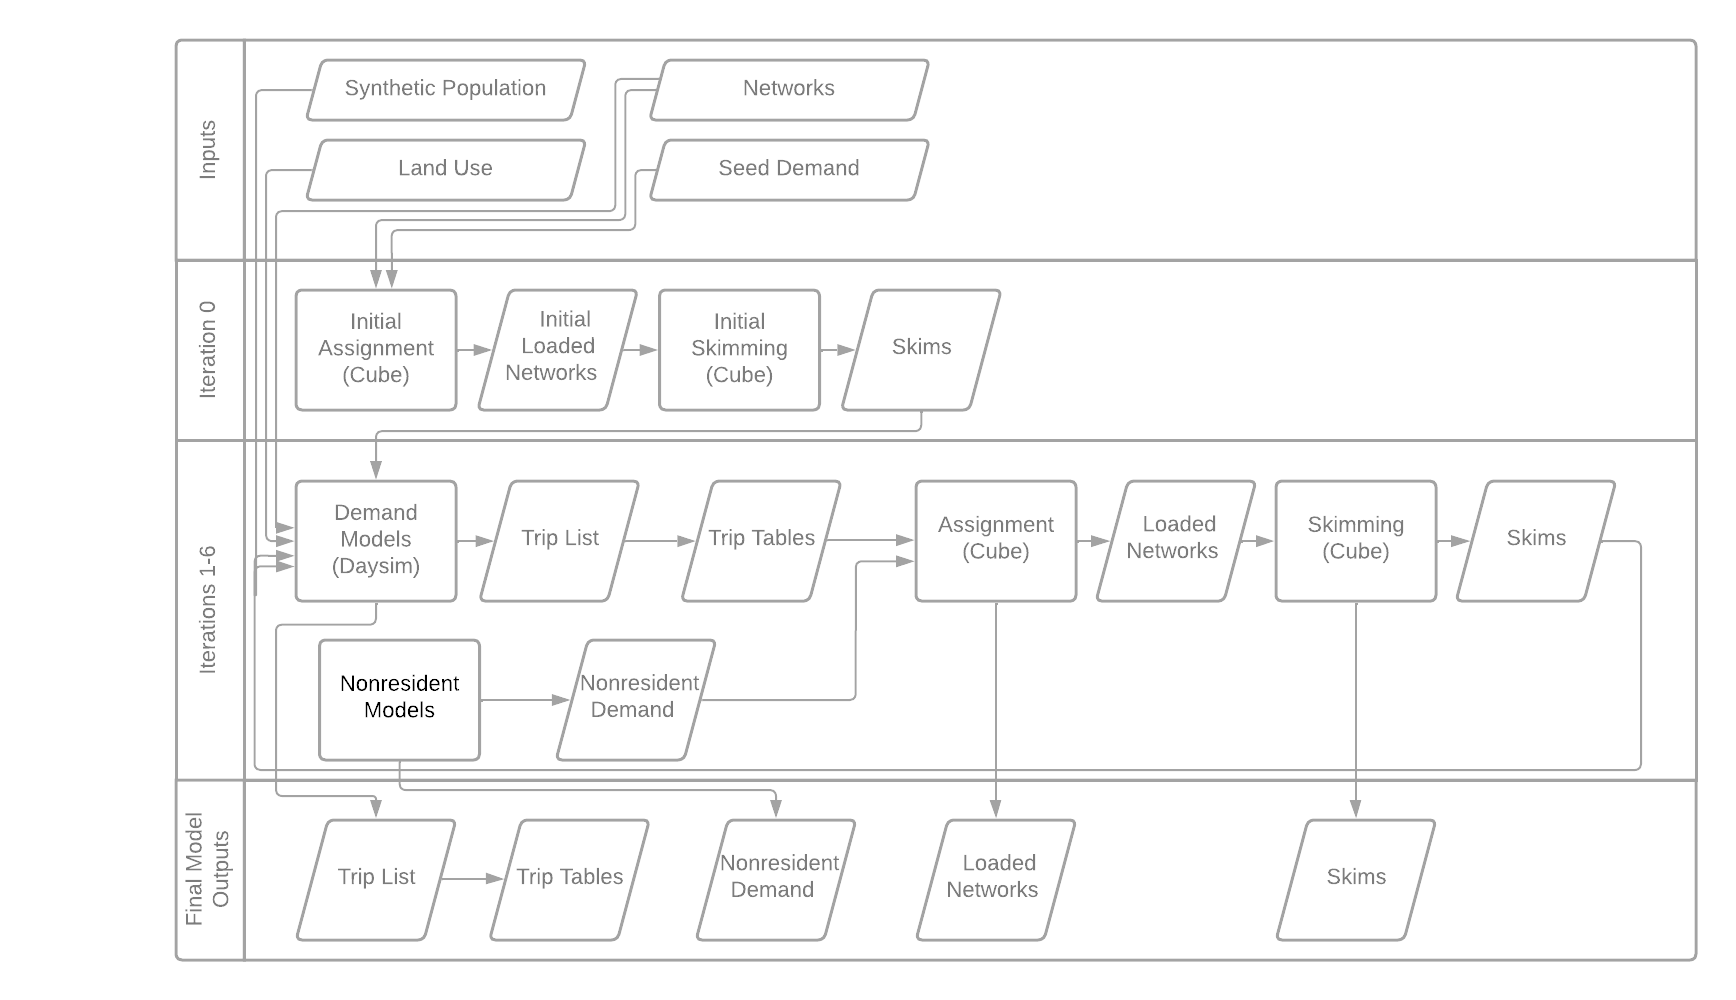 Inputs
Synthetic Population
Networks
Land Use
Seed Demand
Iteration 0
Initial
Assignment
(Cube)
Initial
Loaded
Networks
Initial
Skimming
(Cube)
Skims
Iterations 1-6
Demand
Models
(Daysim)
Trip List
Trip Tables
Assignment
(Cube)
Loaded
Networks
Skimming
(Cube)
Skims
Nonresident
Models
Nonresident
Demand
Final Model
Outputs
Trip List
Trip Tables
Nonresident
Demand
Loaded
Networks
Skims